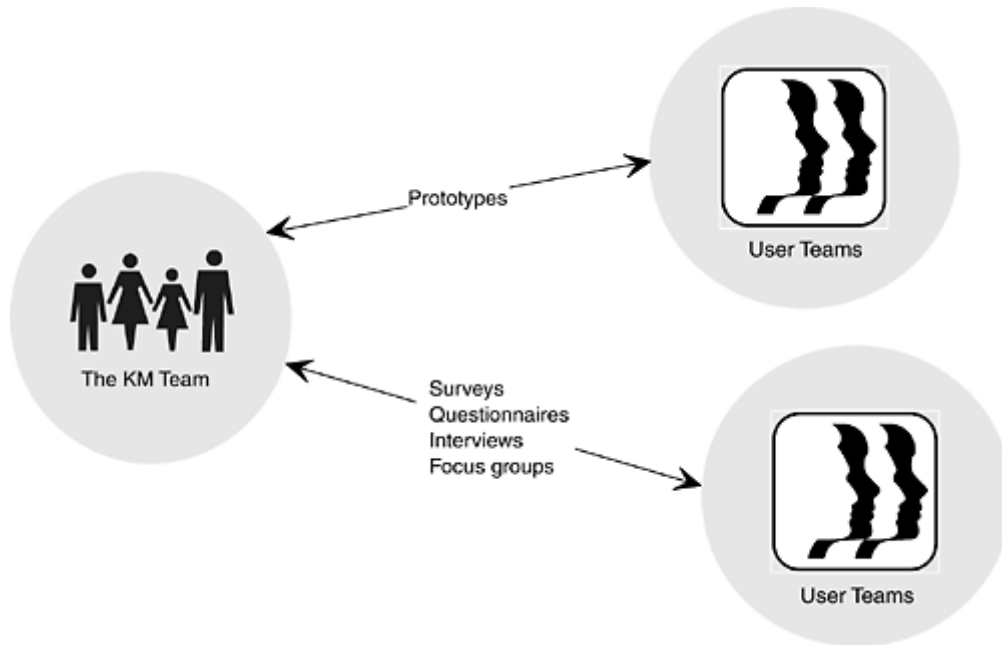 Prototypes
User Teams
The KM Team
Surveys
Questionnaires
Interviews
Focus groups
User Teams